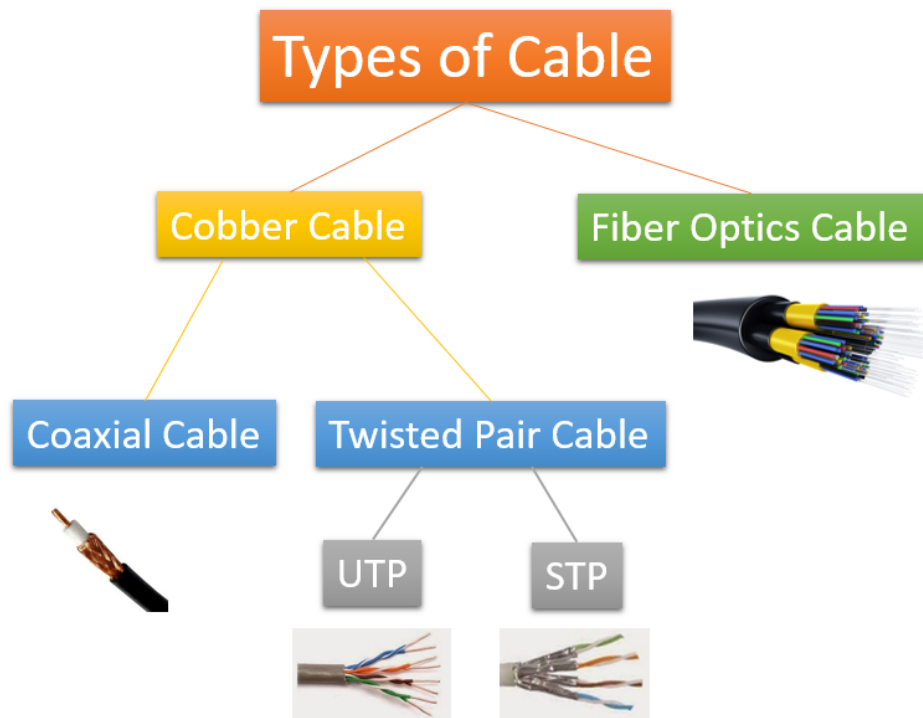 Types of Cable
Cobber Cable
Fiber Optics Cable
Coaxial Cable
Twisted Pair Cable
UTP
STP